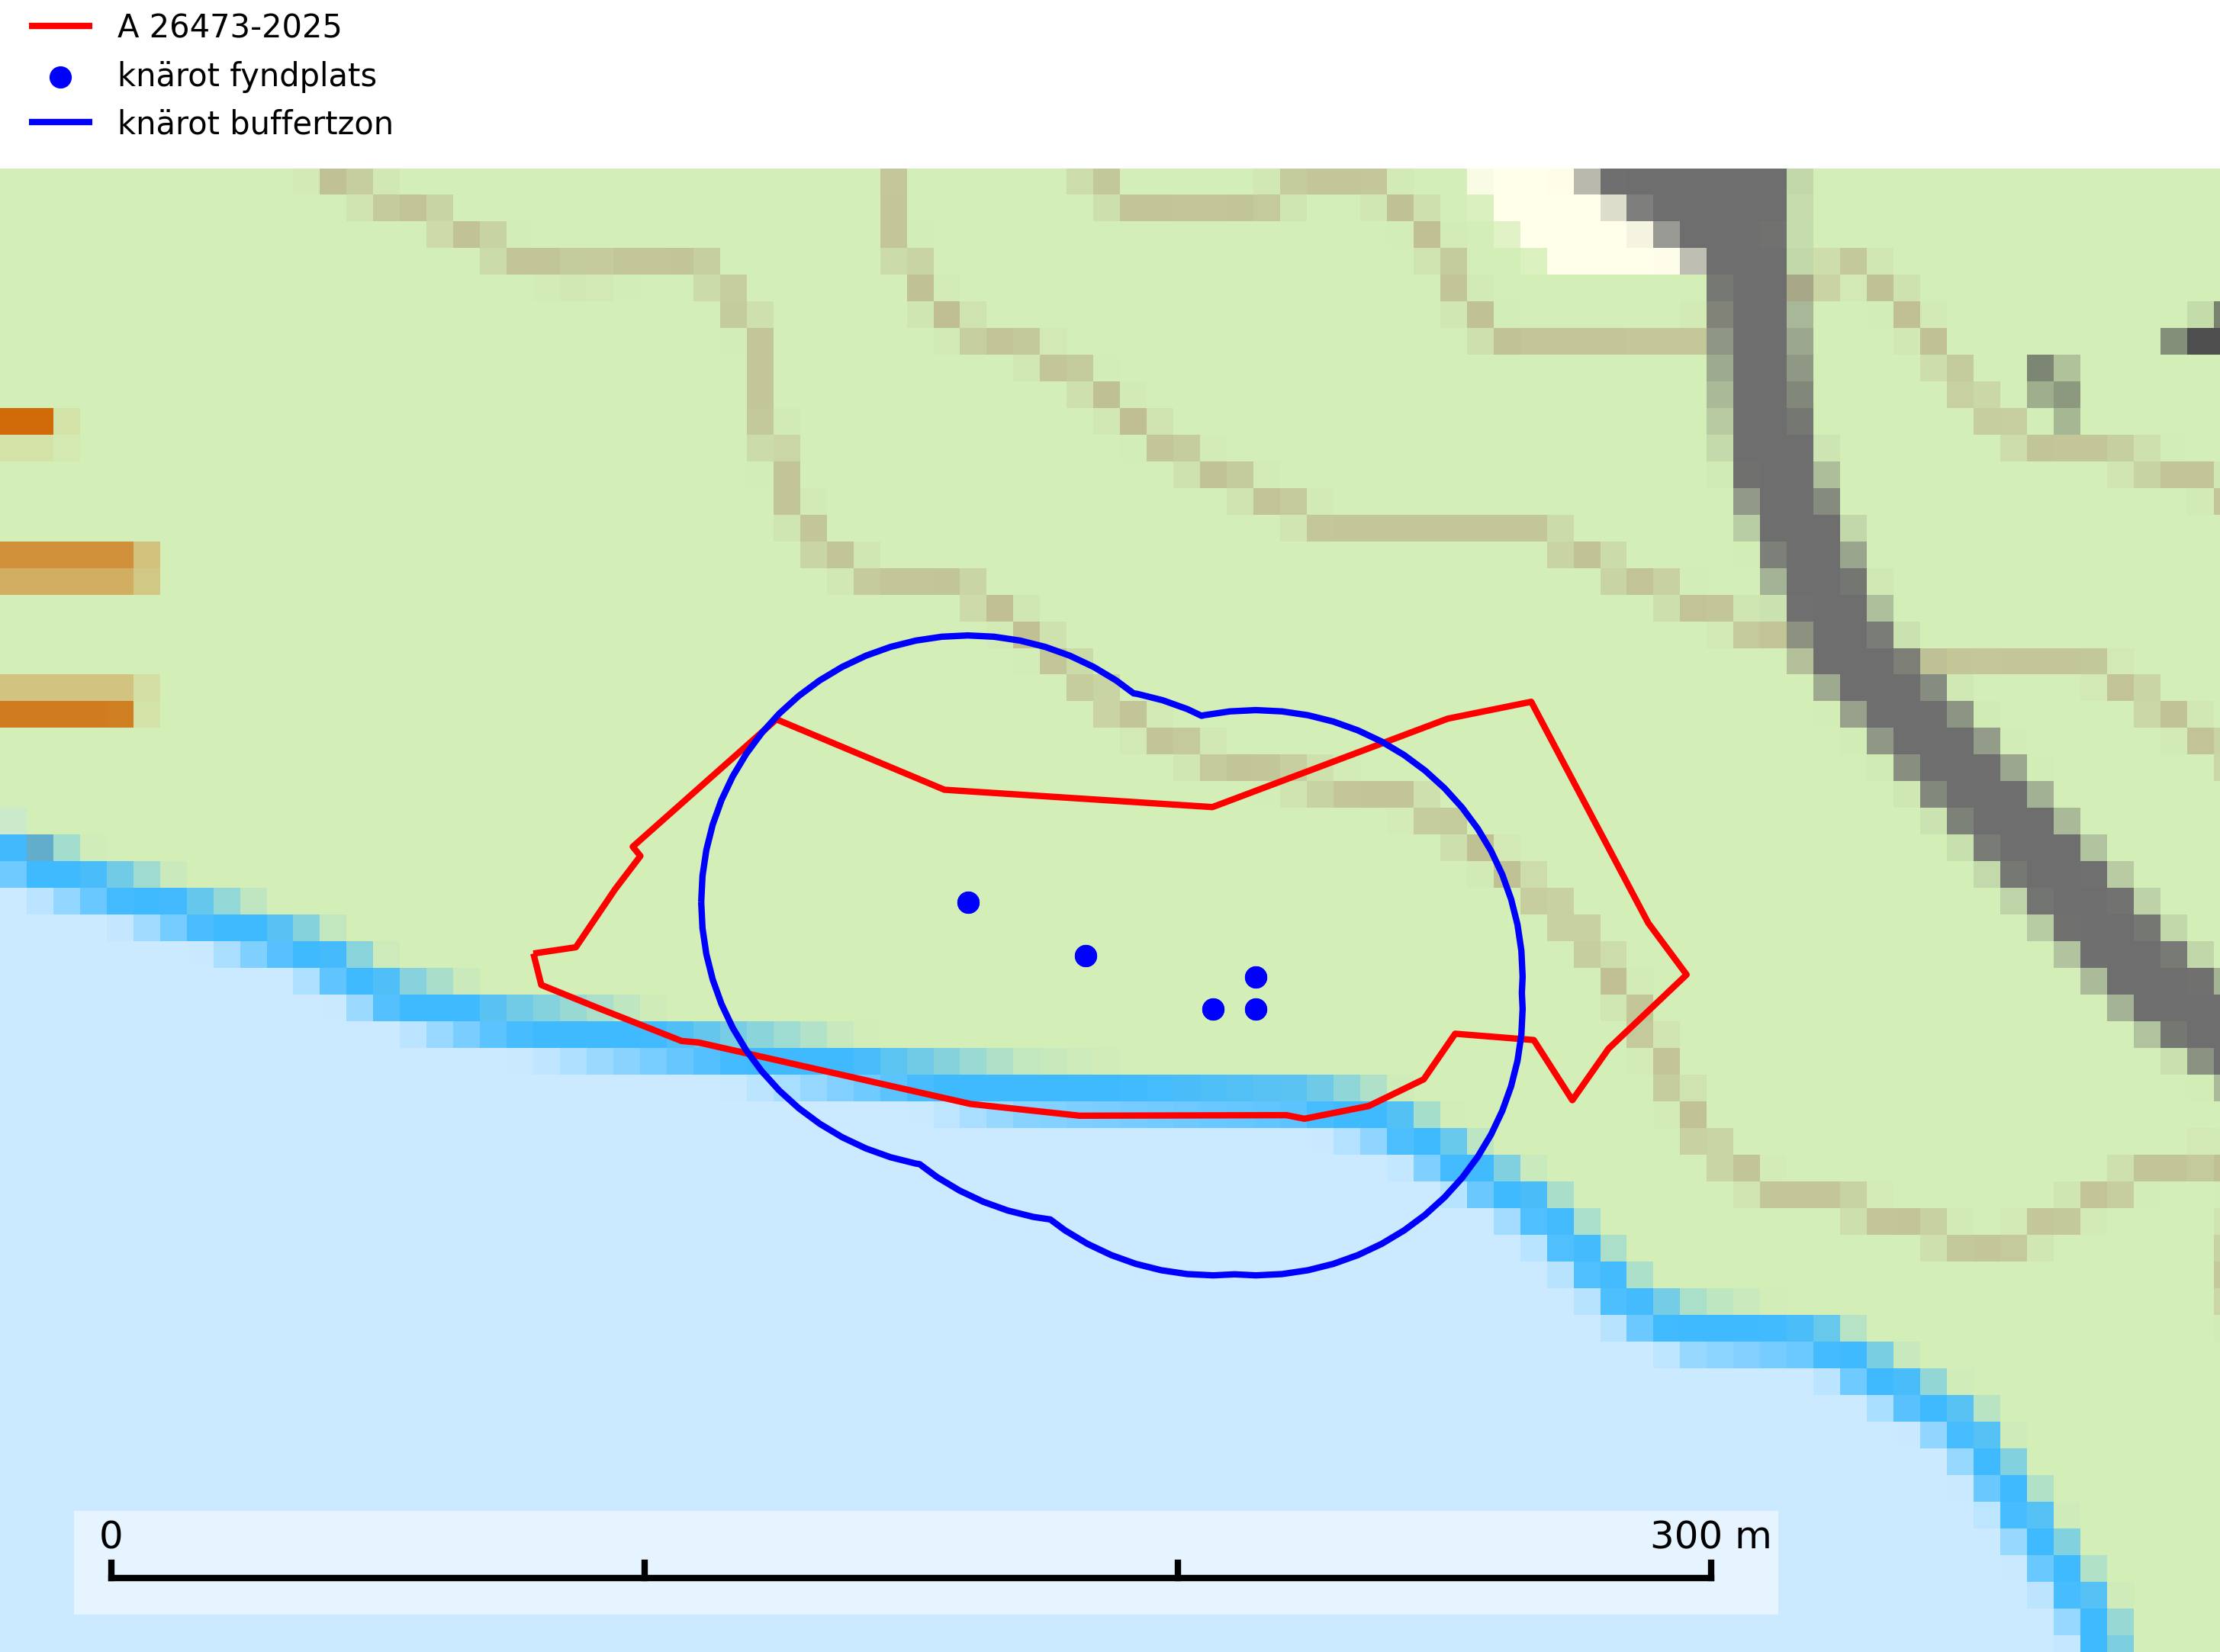 A 26473-2025
knärot fyndplats
knärot buffertzon
0 300 m